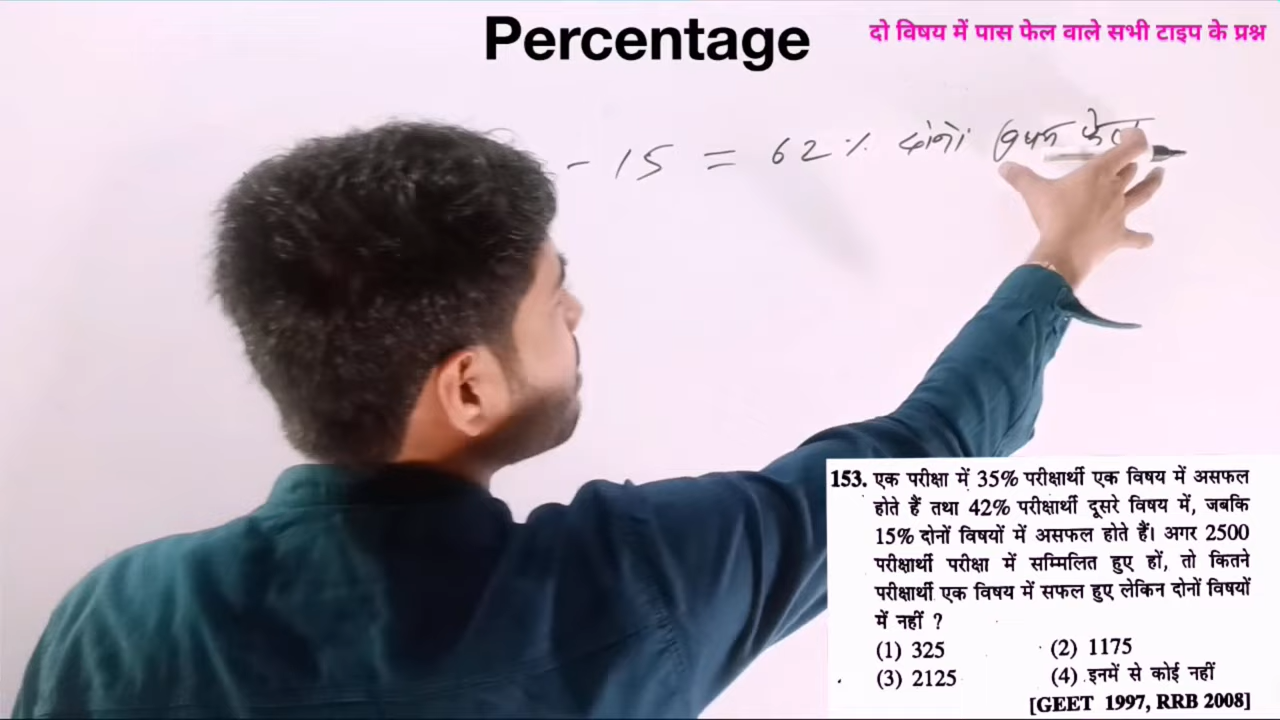 Percentage
दो विषय में पास फेल वाले सभी टाइप के प्रश्न
- 15 = 62 % दोनो
153. एक परीक्षा में 35% परीक्षार्थी एक विषय में असफल
होते हैं तथा 42% परीक्षार्थी दूसरे विषय में, जबकि
15% दोनों विषयों में असफल होते हैं। अगर 2500
परीक्षार्थी परीक्षा में सम्मिलित हुए हों, तो कितने
परीक्षार्थी एक विषय में सफल हुए लेकिन दोनों विषयों
में नहीं ?
(1) 325 (2) 1175
(3) 2125 (4) इनमें से कोई नहीं
[GEET 1997, RRB 2008]